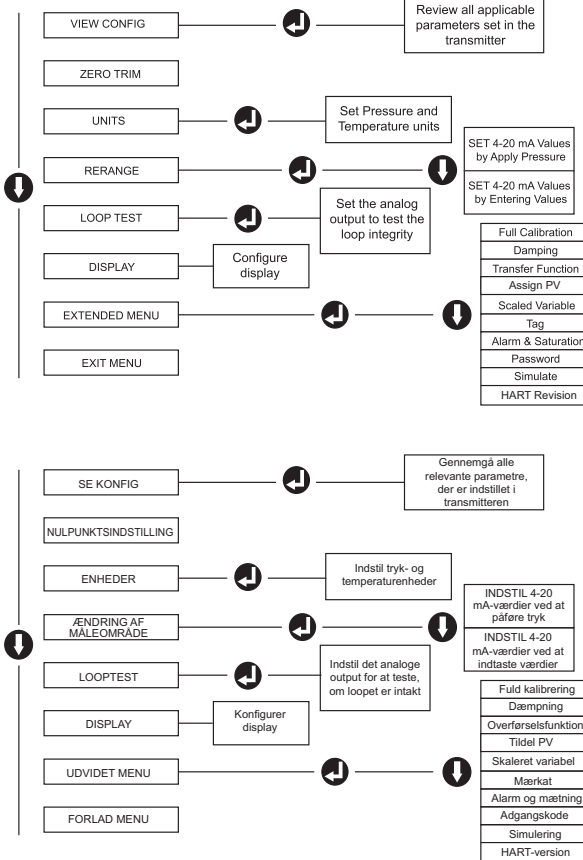 VIEW CONFIG
Review all applicable
parameters set in the
transmitter
ZERO TRIM
UNITS
Set Pressure and
Temperature units
RERANGE
SET 4-20 mA Values
by Apply Pressure
SET 4-20 mA Values
by Entering Values
LOOP TEST
Set the analog
output to test the
loop integrity
DISPLAY
Configure
display
EXTENDED MENU
Full Calibration
Damping
Transfer Function
Assign PV
Scaled Variable
Tag
Alarm & Saturation
Password
Simulate
HART Revision
EXIT MENU
SE KONFIG
Gennemgå alle
relevante parametre,
der er indstillet i
transmitteren
NULPUNKTSINDSTILLING
ENHEDER
Indstil tryk- og
temperaturenheder
ÆNDRING AF
MÅLEOMRÅDE
INDSTIL 4-20
mA-værdier ved at
påføre tryk
INDSTIL 4-20
mA-værdier ved at
indtaste værdier
LOOPTEST
Indstil det analoge
output for at teste,
om loopet er intakt
DISPLAY
Konfigurer
display
UDVIDET MENU
Fuld kalibrering
Dæmpning
Overførselsfunktion
Tildel PV
Skaleret variabel
Mærkat
Alarm og mætning
Adgangskode
Simulering
HART-version
FORLAD MENU